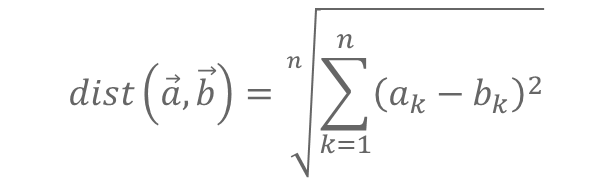 dist(a⃗, b⃗) = ⁿ√(∑ₖ₌₁ⁿ (aₖ − bₖ)²)